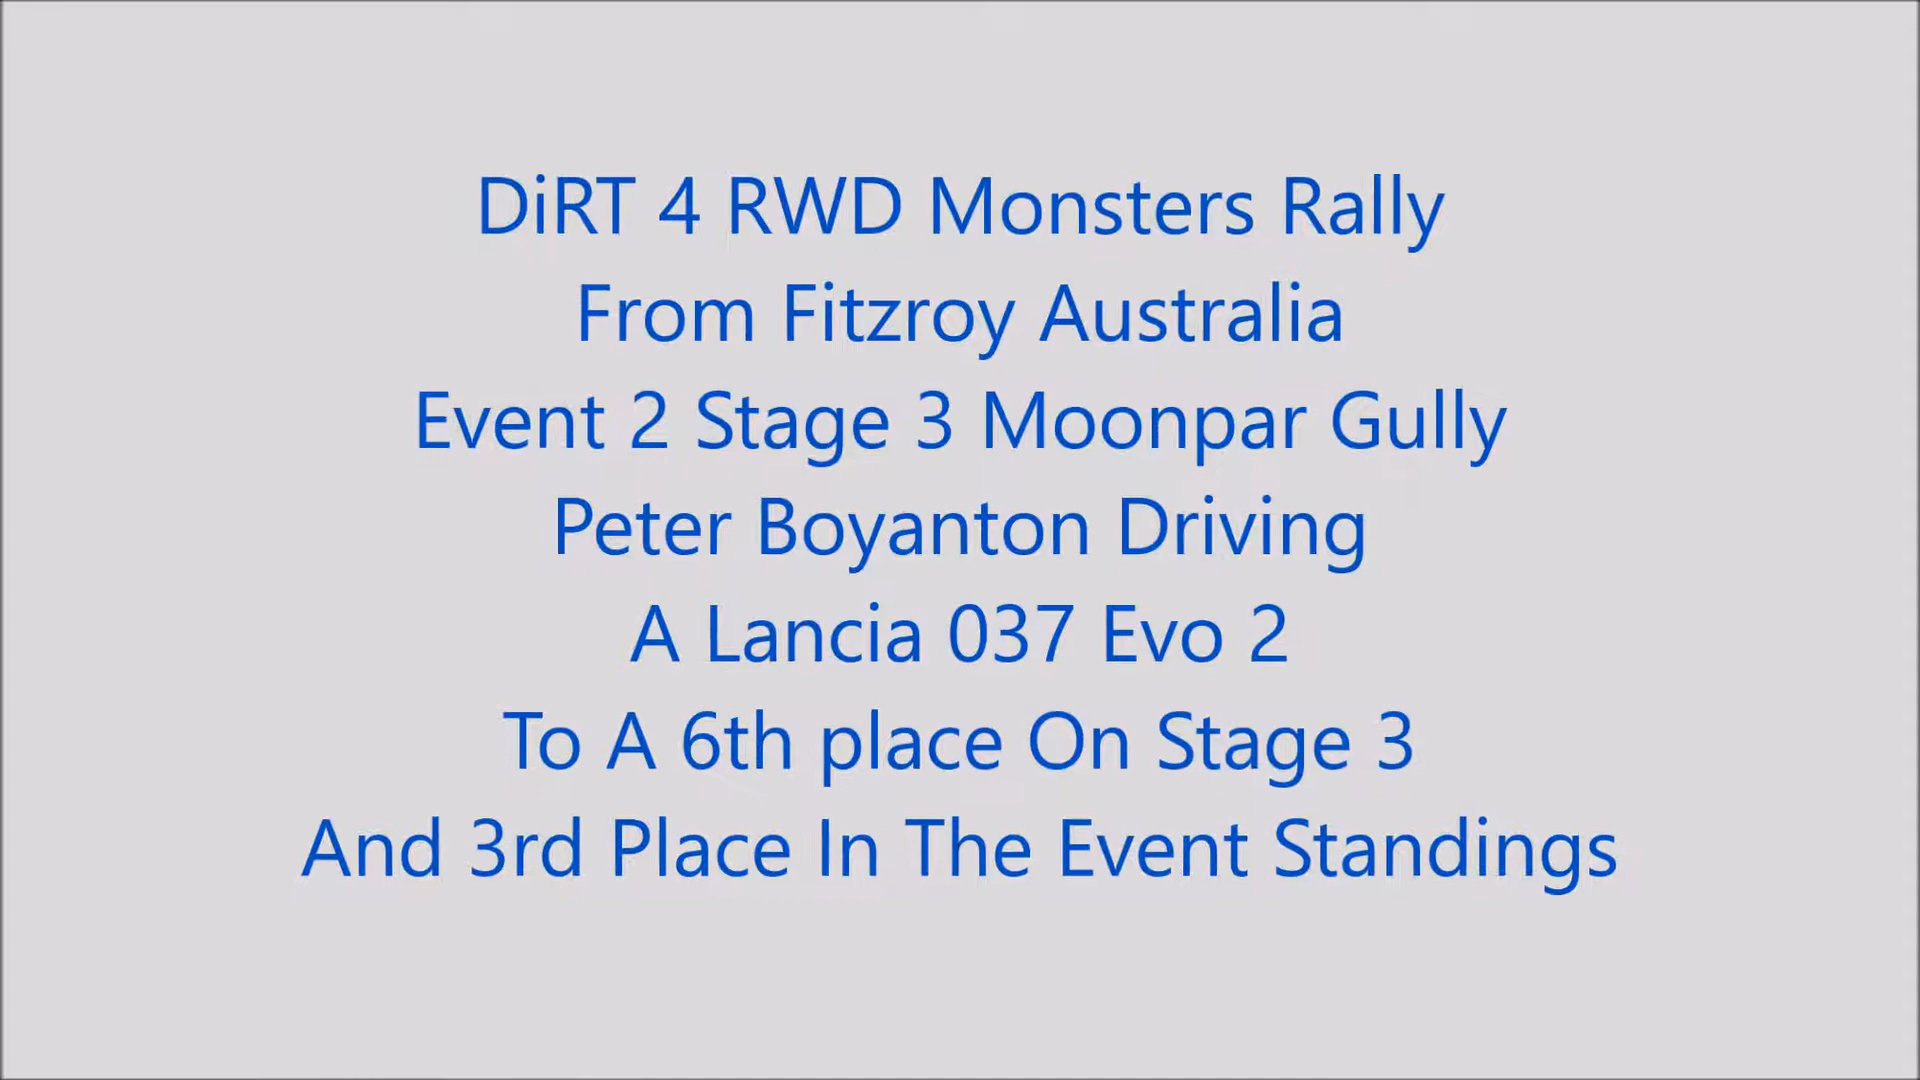 DiRT 4 RWD Monsters Rally
From Fitzroy Australia
Event 2 Stage 3 Moonpar Gully
Peter Boyanton Driving
A Lancia 037 Evo 2
To A 6th place On Stage 3
And 3rd Place In The Event Standings